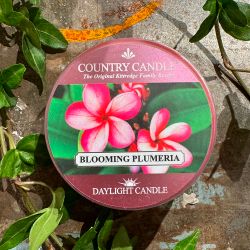 COUNTRY CANDLE
The Original Kittredge Family Recipe
BLOOMING PLUMERIA
DAYLIGHT CANDLE